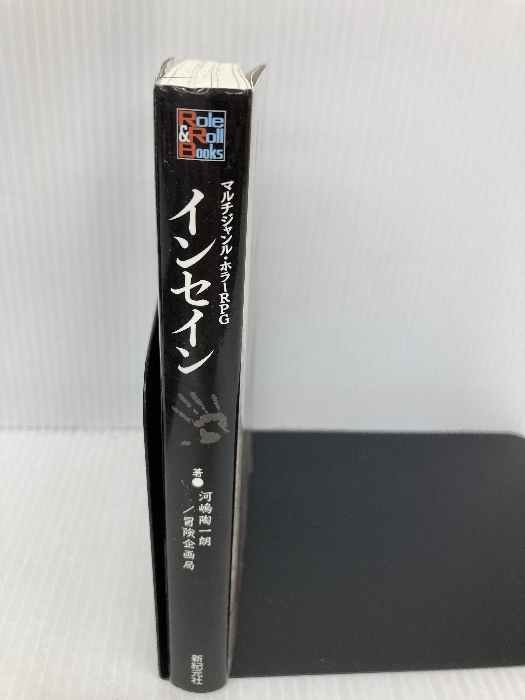 Role
&Roll
Books
マルチジャンル・ホラーRPG
インセイン
著●河嶋陶一朗
／冒険企画局
新紀元社